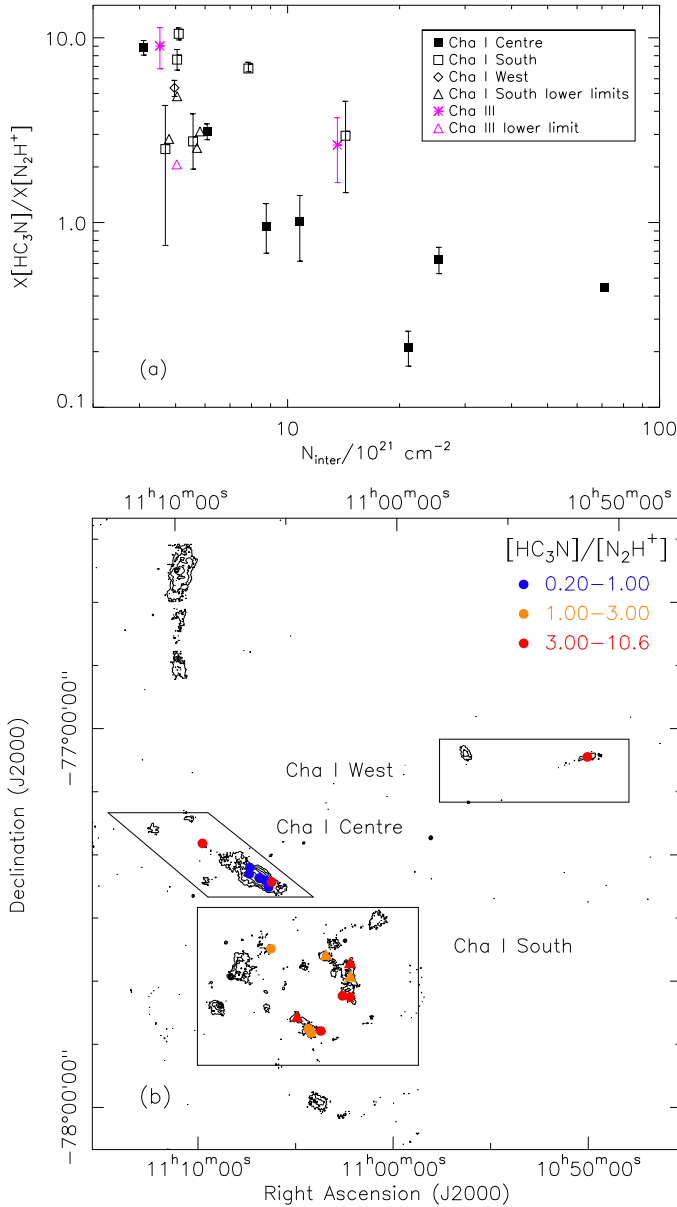 Cha I Centre
Cha I South
Cha I West
Cha I South lower limits
Cha III
Cha III lower limit
10.0
1.0
0.1
X[HC₃N]/X[N₂H⁺]
(a)
10
100
N_inter/10²¹ cm⁻²
11ʰ10ᵐ00ˢ 11ʰ00ᵐ00ˢ 10ʰ50ᵐ00ˢ
[HC₃N]/[N₂H⁺]
0.20−1.00
1.00−3.00
3.00−10.6
-77°00'00''
Cha I West
Cha I Centre
Cha I South
Declination (J2000)
(b)
-78°00'00''
11ʰ10ᵐ00ˢ 11ʰ00ᵐ00ˢ 10ʰ50ᵐ00ˢ
Right Ascension (J2000)